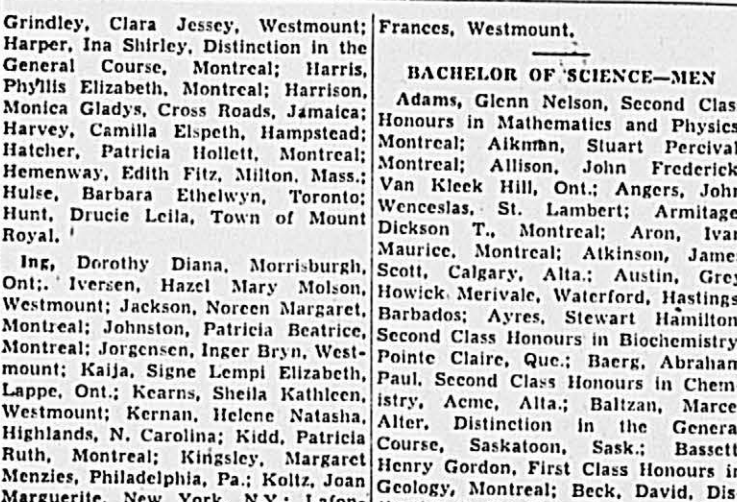 Grindley, Clara Jessey, Westmount;
Harper, Ina Shirley, Distinction in the
General Course, Montreal; Harris,
Phyllis Elizabeth, Montreal; Harrison,
Monica Gladys, Cross Roads, Jamaica;
Harvey, Camilla Elspeth, Hampstead;
Hatcher, Patricia Hollett, Montreal;
Hemenway, Edith Fitz, Milton, Mass.;
Hulse, Barbara Ethelwyn, Toronto;
Hunt, Drucie Leila, Town of Mount
Royal.
Ing, Dorothy Diana, Morrisburgh,
Ont;. Iversen, Hazel Mary Molson,
Westmount; Jackson, Noreen Margaret,
Montreal; Johnston, Patricia Beatrice,
Montreal; Jorgensen, Inger Bryn, West-
mount; Kaija, Signe Lempi Elizabeth,
Lappe, Ont.; Kearns, Sheila Kathleen,
Westmount; Kernan, Helene Natasha,
Highlands, N. Carolina; Kidd, Patricia
Ruth, Montreal; Kingsley, Margaret
Menzies, Philadelphia, Pa.; Koltz, Joan
Marguerite, New York, N.Y.; Lafon-
Frances, Westmount.
BACHELOR OF SCIENCE—MEN
Adams, Glenn Nelson, Second Class
Honours in Mathematics and Physics
Montreal; Aikman, Stuart Percival
Montreal; Allison, John Frederick
Van Kleek Hill, Ont.; Angers, John
Wenceslas, St. Lambert; Armitage
Dickson T., Montreal; Aron, Ivan
Maurice, Montreal; Atkinson, James
Scott, Calgary, Alta.; Austin, Grey
Howick Merivale, Waterford, Hastings
Barbados; Ayres, Stewart Hamilton
Second Class Honours in Biochemistry
Pointe Claire, Que.; Baerg, Abraham
Paul, Second Class Honours in Chem-
istry, Acme, Alta.; Baltzan, Marce
Alter, Distinction in the General
Course, Saskatoon, Sask.; Bassett
Henry Gordon, First Class Honours in
Geology, Montreal; Beck, David, Dis